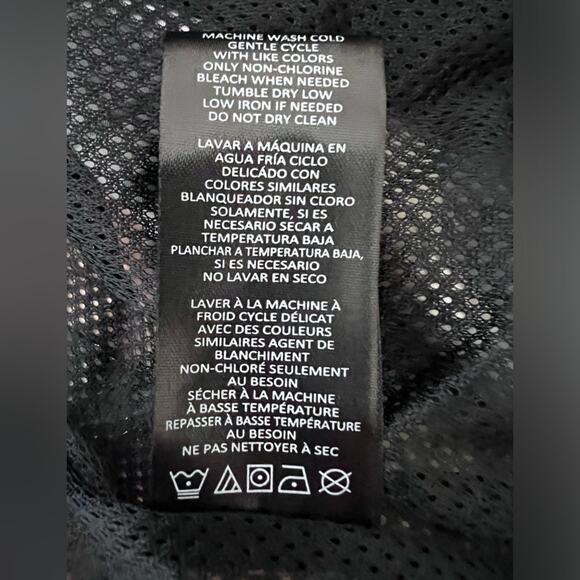 MACHINE WASH COLD
GENTLE CYCLE
WITH LIKE COLORS
ONLY NON-CHLORINE
BLEACH WHEN NEEDED
TUMBLE DRY LOW
LOW IRON IF NEEDED
DO NOT DRY CLEAN
LAVAR A MÁQUINA EN
AGUA FRÍA CICLO
DELICÁDO CON
COLORES SIMILARES
BLANQUEADOR SIN CLORO
SOLAMENTE, SI ES
NECESARIO SECAR A
TEMPERATURA BAJA
PLANCHAR A TEMPERATURA BAJA,
SI ES NECESARIO
NO LAVAR EN SECO
LAVER À LA MACHINE À
FROID CYCLE DÉLICAT
AVEC DES COULEURS
SIMILAIRES AGENT DE
BLANCHIMENT
NON-CHLORÉ SEULEMENT
AU BESOIN
SÉCHER À LA MACHINE
À BASSE TEMPÉRATURE
REPASSER À BASSE TEMPÉRATURE
AU BESOIN
NE PAS NETTOYER À SEC